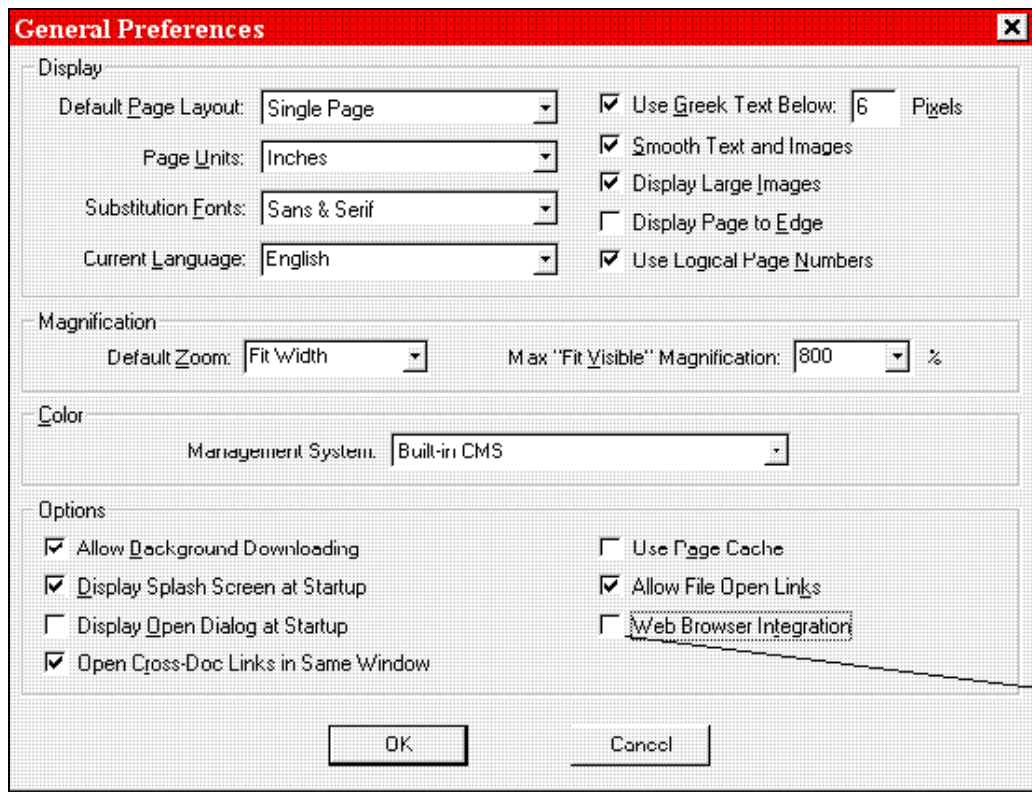 General Preferences
Display
Default Page Layout: Single Page
Use Greek Text Below: 6 Pixels
Page Units: Inches
Smooth Text and Images
Display Large Images
Substitution Fonts: Sans & Serif
Display Page to Edge
Current Language: English
Use Logical Page Numbers
Magnification
Default Zoom: Fit Width
Max "Fit Visible" Magnification: 800 %
Color
Management System: Built-in CMS
Options
Allow Background Downloading
Use Page Cache
Display Splash Screen at Startup
Allow File Open Links
Display Open Dialog at Startup
Web Browser Integration
Open Cross-Doc Links in Same Window
OK
Cancel